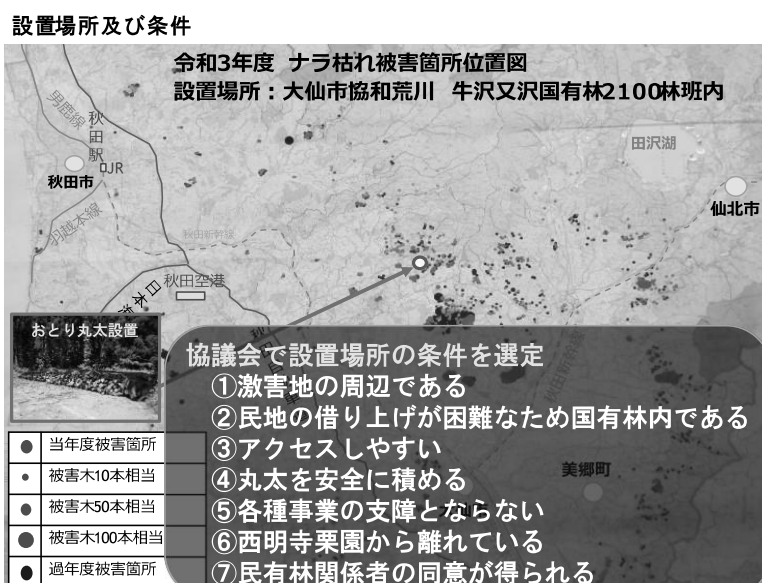 設置場所及び条件
令和3年度 ナラ枯れ被害箇所位置図
設置場所：大仙市協和荒川 牛沢又沢国有林2100林班内
男鹿線
秋田駅
JR
秋田市
羽越本線
秋田新幹線
田沢湖
仙北市
秋田空港
おとり丸太設置
協議会で設置場所の条件を選定
①激害地の周辺である
②民地の借り上げが困難なため国有林内である
③アクセスしやすい
④丸太を安全に積める
⑤各種事業の支障とならない
⑥西明寺栗園から離れている
⑦民有林関係者の同意が得られる
美郷町
当年度被害箇所
被害木10本相当
被害木50本相当
被害木100本相当
過年度被害箇所